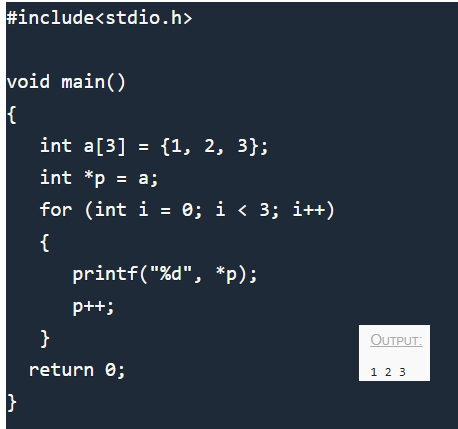 #include<stdio.h>
void main()
{
int a[3] = {1, 2, 3};
int *p = a;
for (int i = 0; i < 3; i++)
{
printf("%d", *p);
p++;
}
return 0;
}
OUTPUT:
1 2 3